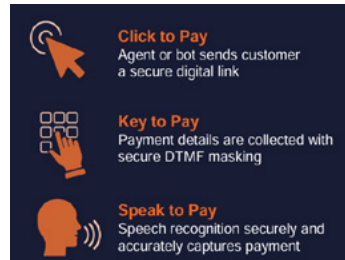 Click to Pay
Agent or bot sends customer
a secure digital link
Key to Pay
Payment details are collected with
secure DTMF masking
Speak to Pay
Speech recognition securely and
accurately captures payment